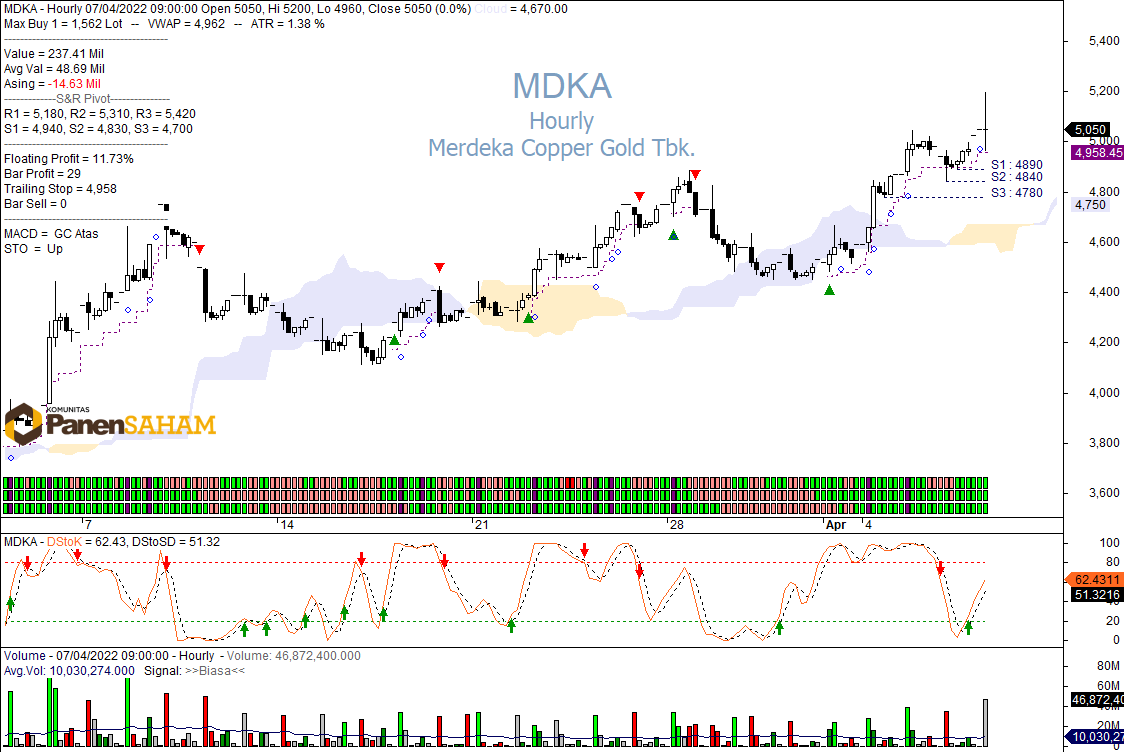 MDKA - Hourly 07/04/2022 09:00:00 Open 5050, Hi 5200, Lo 4960, Close 5050 (0.0%) Cloud = 4,670.00
Max Buy 1 = 1,562 Lot -- VWAP = 4,962 -- ATR = 1.38 %
Value = 237.41 Mil
Avg Val = 48.69 Mil
Asing = -14.63 Mil
-------------S&R Pivot---------------
R1 = 5,180, R2 = 5,310, R3 = 5,420
S1 = 4,940, S2 = 4,830, S3 = 4,700
Floating Profit = 11.73%
Bar Profit = 29
Trailing Stop = 4,958
Bar Sell = 0
MACD = GC Atas
STO = Up
MDKA
Hourly
Merdeka Copper Gold Tbk.
S1 : 4890
S2 : 4840
S3 : 4780
5,400
5,200
5,050
5,000
4,958.45
4,800
4,750
4,600
4,400
4,200
4,000
3,800
3,600
KOMUNITAS
PanenSAHAM
7 14 21 28 Apr 4
MDKA - DStoK = 62.43, DStoSD = 51.32
100
80
62.4311
51.3216
40
20
0
Volume - 07/04/2022 09:00:00 - Hourly - Volume: 46,872,400.000
Avg.Vol: 10,030,274.000 Signal: >>Biasa<<
80M
60M
46,872,40
40M
20M
10,030,27